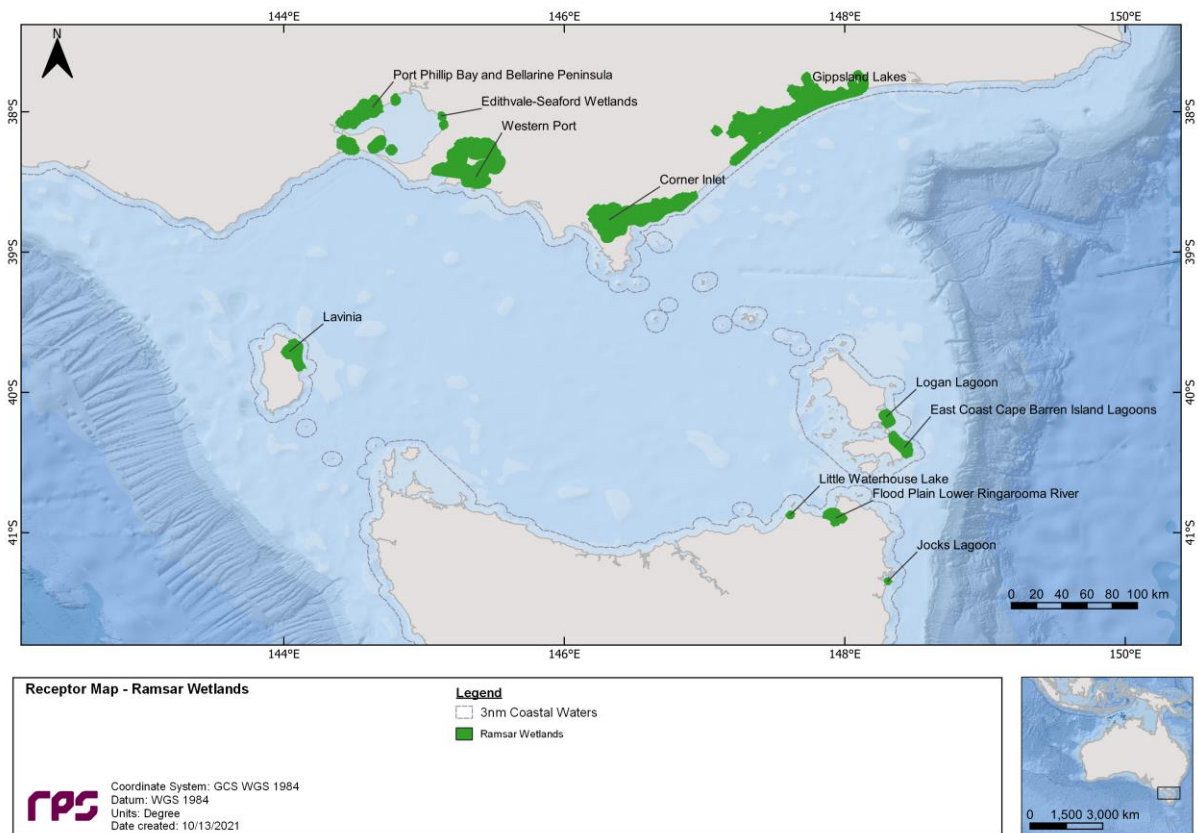 144°E
146°E
148°E
150°E
N
Port Phillip Bay and Bellarine Peninsula
Gippsland Lakes
Edithvale-Seaford Wetlands
38°S
38°S
Western Port
Corner Inlet
39°S
39°S
Lavinia
Logan Lagoon
40°S
40°S
East Coast Cape Barren Island Lagoons
Little Waterhouse Lake
Flood Plain Lower Ringarooma River
41°S
41°S
Jocks Lagoon
0 20 40 60 80 100 km
144°E
146°E
148°E
150°E
Receptor Map - Ramsar Wetlands
Legend
3nm Coastal Waters
Ramsar Wetlands
rps
Coordinate System: GCS WGS 1984
Datum: WGS 1984
Units: Degree
Date created: 10/13/2021
0 1,500 3,000 km